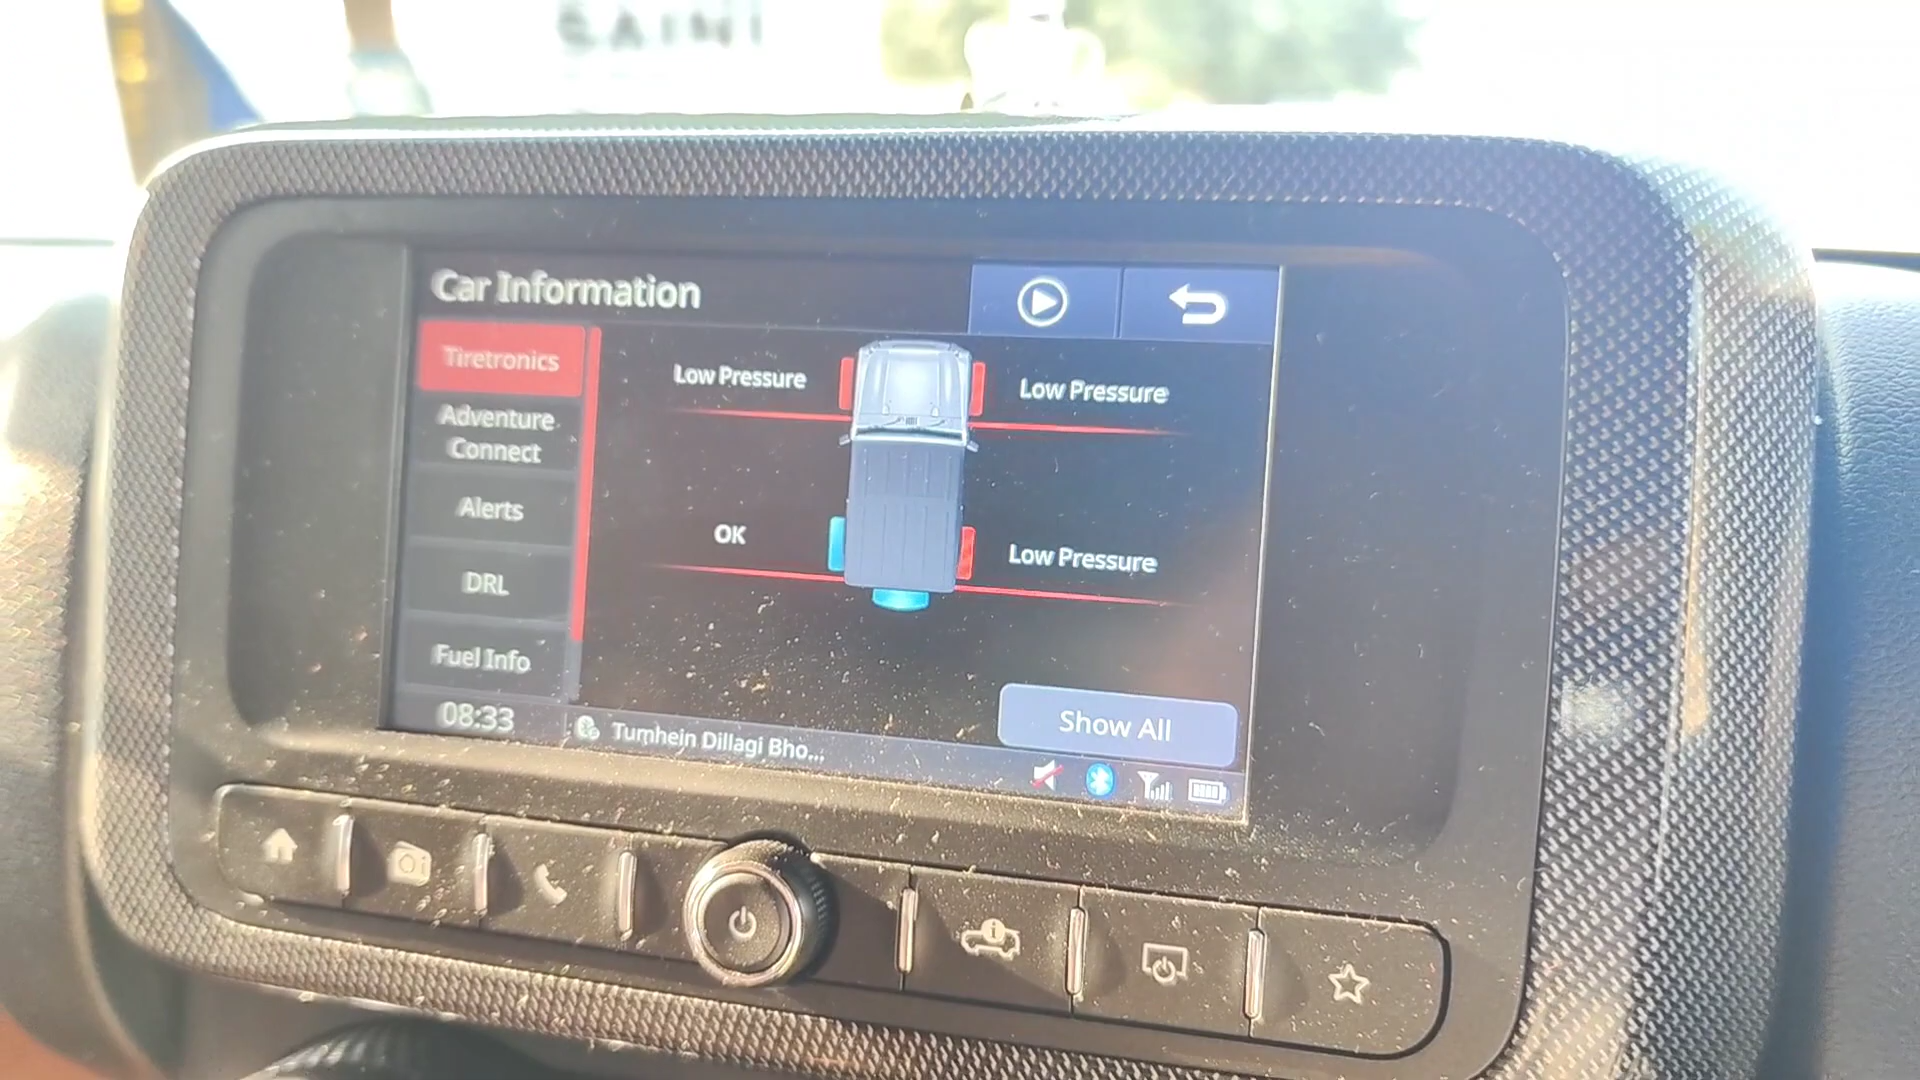 SAINI
Car Information
Tiretronics
Adventure
Connect
Alerts
DRL
Fuel Info
Low Pressure
Low Pressure
OK
Low Pressure
Show All
08:33
Tumhein Dillagi Bho...